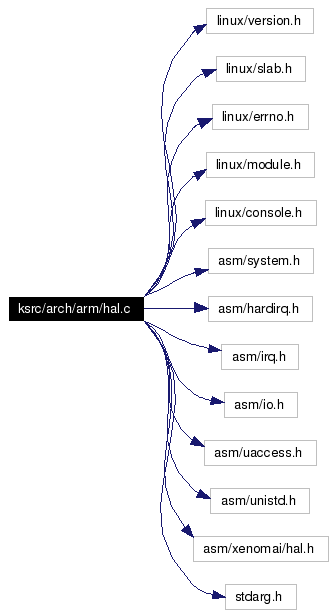 linux/version.h
linux/slab.h
linux/errno.h
linux/module.h
linux/console.h
asm/system.h
ksrc/arch/arm/hal.c
asm/hardirq.h
asm/irq.h
asm/io.h
asm/uaccess.h
asm/unistd.h
asm/xenomai/hal.h
stdarg.h